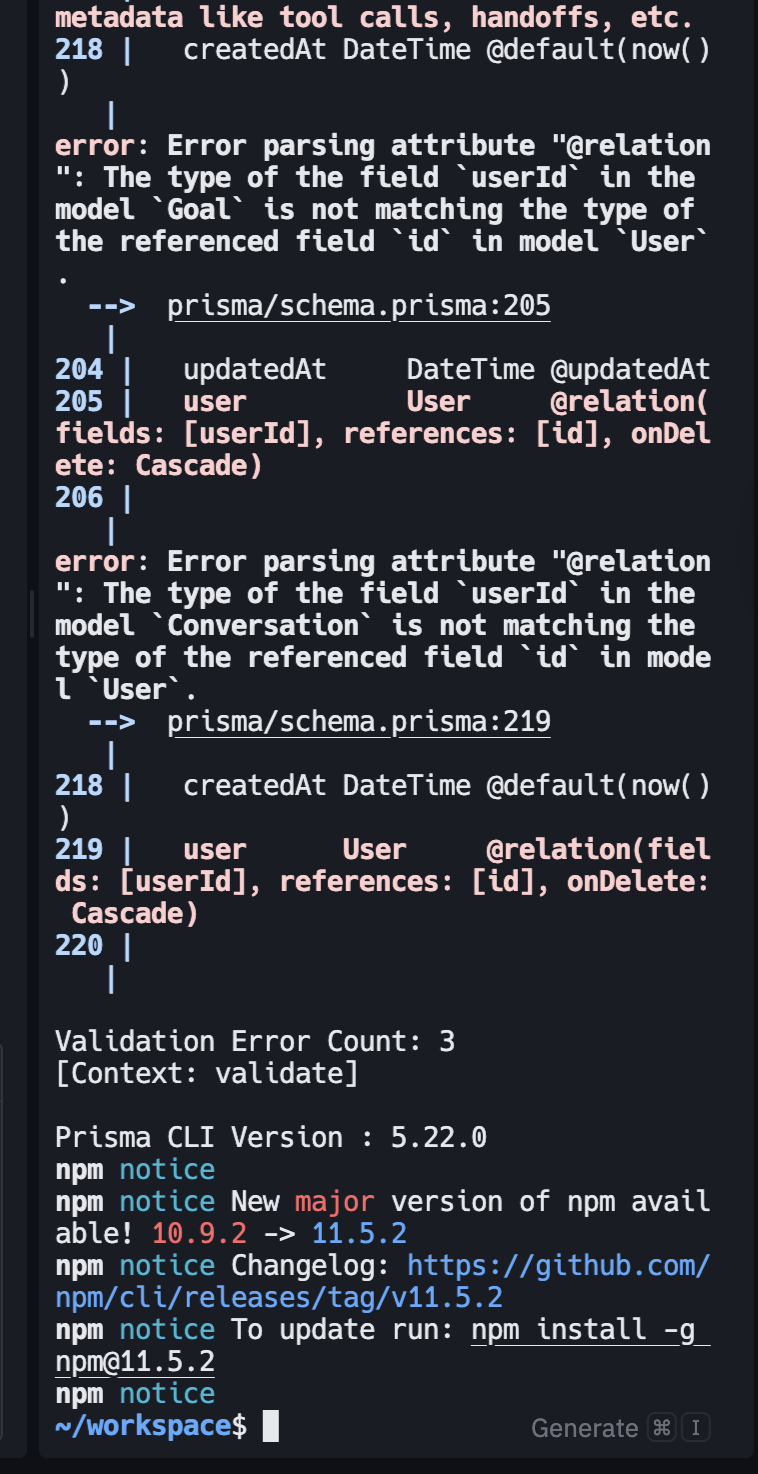 metadata like tool calls, handoffs, etc.
218 |   createdAt DateTime @default(now()
)
   |
error: Error parsing attribute "@relation
": The type of the field `userId` in the
model `Goal` is not matching the type of
the referenced field `id` in model `User`
.
  -->  prisma/schema.prisma:205
   |
204 |   updatedAt     DateTime @updatedAt
205 |   user          User     @relation(
fields: [userId], references: [id], onDel
ete: Cascade)
206 |
   |
error: Error parsing attribute "@relation
": The type of the field `userId` in the
model `Conversation` is not matching the
type of the referenced field `id` in mode
l `User`.
  -->  prisma/schema.prisma:219
   |
218 |   createdAt DateTime @default(now()
)
219 |   user      User     @relation(fiel
ds: [userId], references: [id], onDelete:
 Cascade)
220 |
   |
Validation Error Count: 3
[Context: validate]
Prisma CLI Version : 5.22.0
npm notice
npm notice New major version of npm avail
able! 10.9.2 -> 11.5.2
npm notice Changelog: https://github.com/
npm/cli/releases/tag/v11.5.2
npm notice To update run: npm install -g
npm@11.5.2
npm notice
~/workspace$
Generate ⌘ I